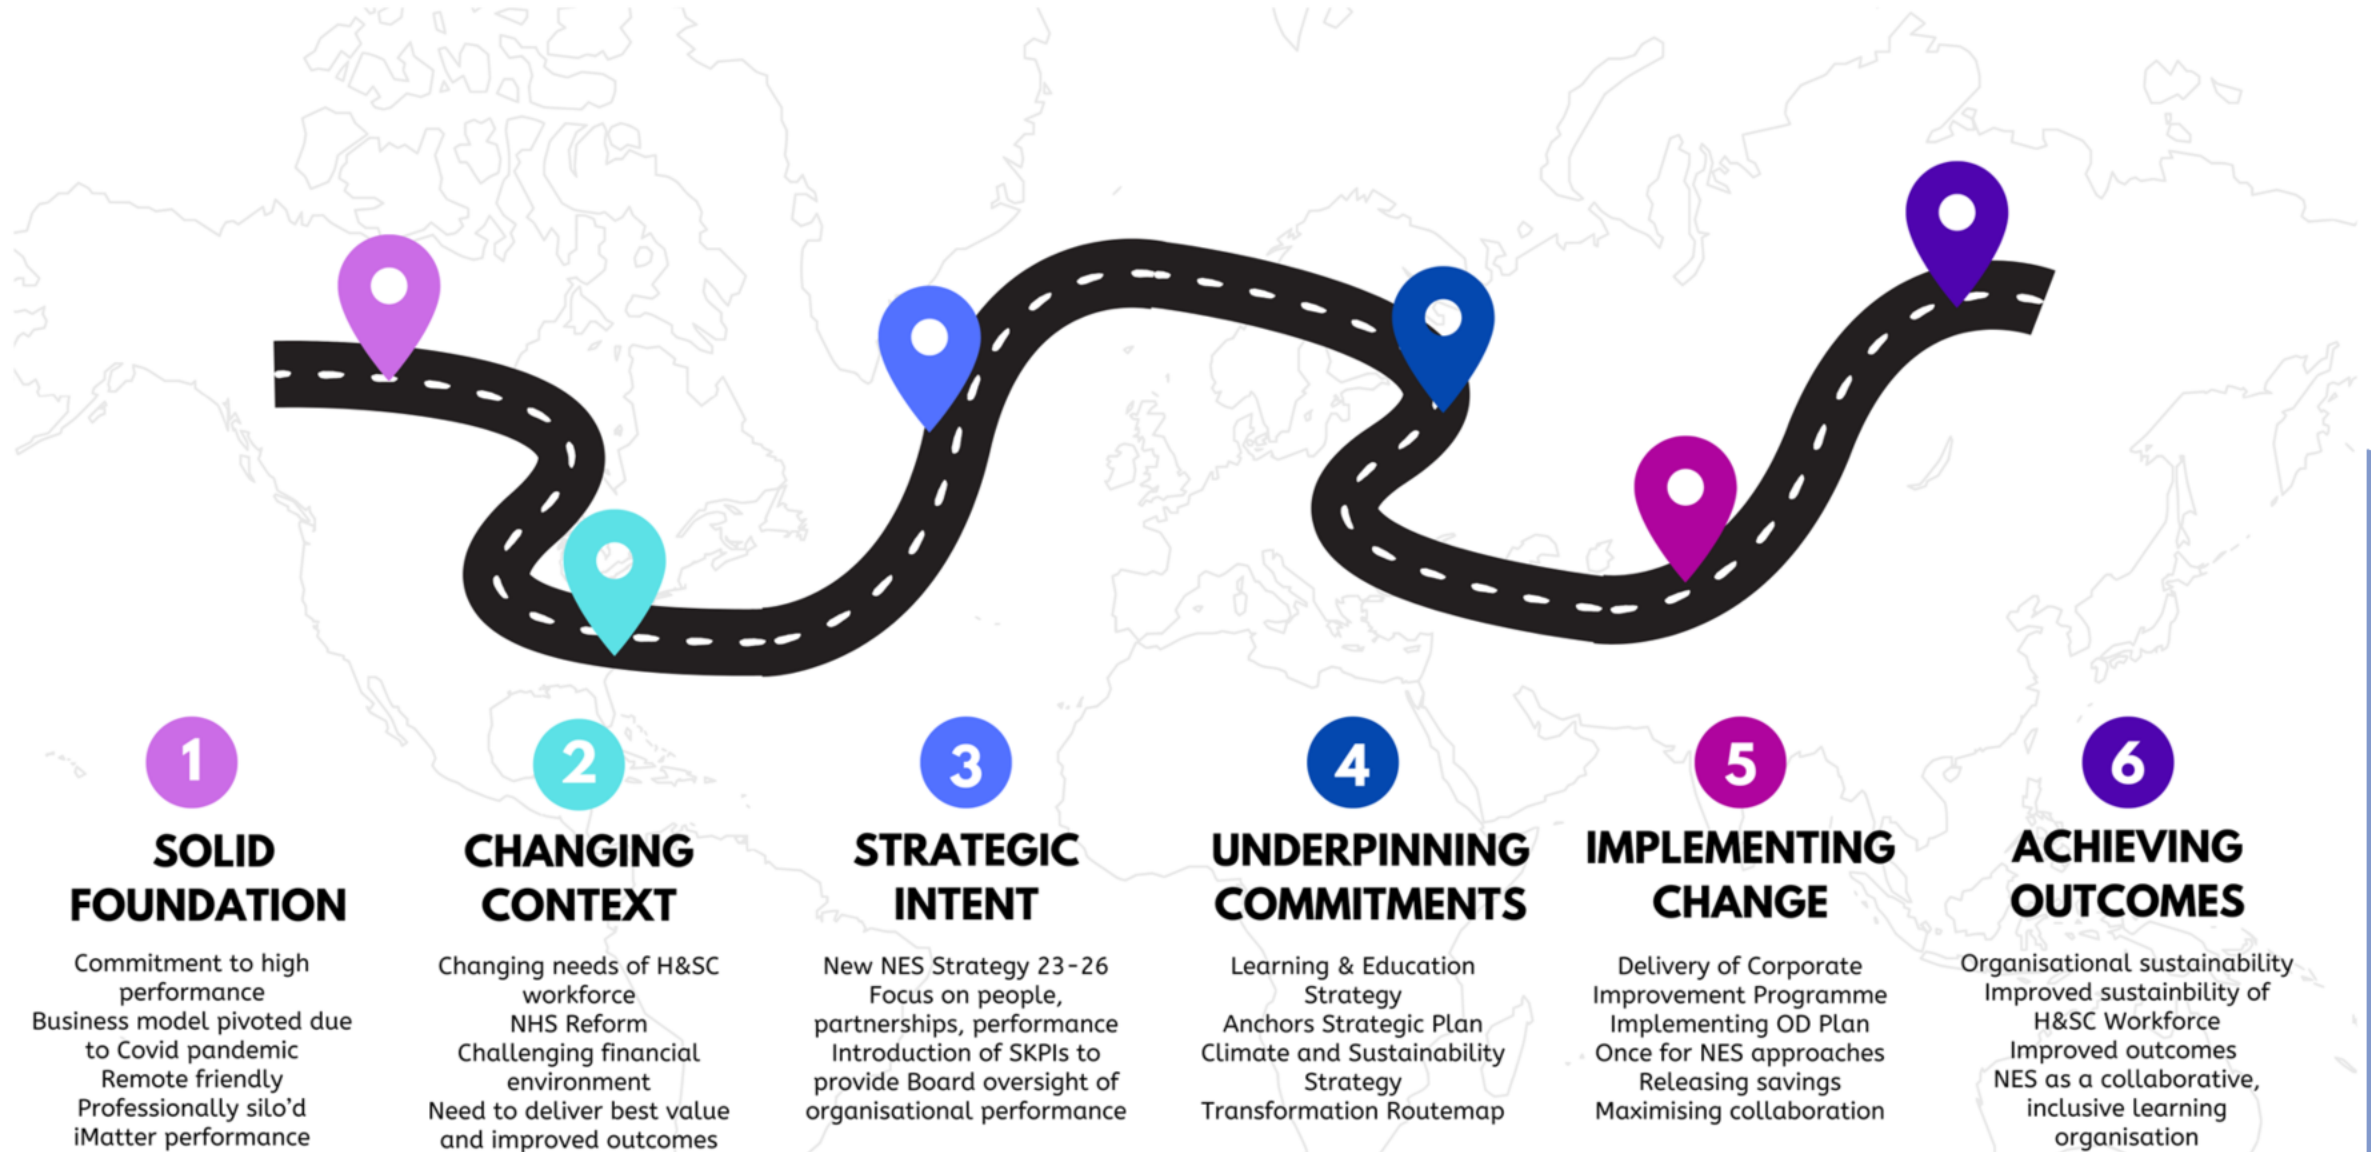 1
SOLID
FOUNDATION
Commitment to high
performance
Business model pivoted due
to Covid pandemic
Remote friendly
Professionally silo'd
iMatter performance
2
CHANGING
CONTEXT
Changing needs of H&SC
workforce
NHS Reform
Challenging financial
environment
Need to deliver best value
and improved outcomes
3
STRATEGIC
INTENT
New NES Strategy 23-26
Focus on people,
partnerships, performance
Introduction of SKPIs to
provide Board oversight of
organisational performance
4
UNDERPINNING
COMMITMENTS
Learning & Education
Strategy
Anchors Strategic Plan
Climate and Sustainability
Strategy
Transformation Routemap
5
IMPLEMENTING
CHANGE
Delivery of Corporate
Improvement Programme
Implementing OD Plan
Once for NES approaches
Releasing savings
Maximising collaboration
6
ACHIEVING
OUTCOMES
Organisational sustainability
Improved sustainbility of
H&SC Workforce
Improved outcomes
NES as a collaborative,
inclusive learning
organisation